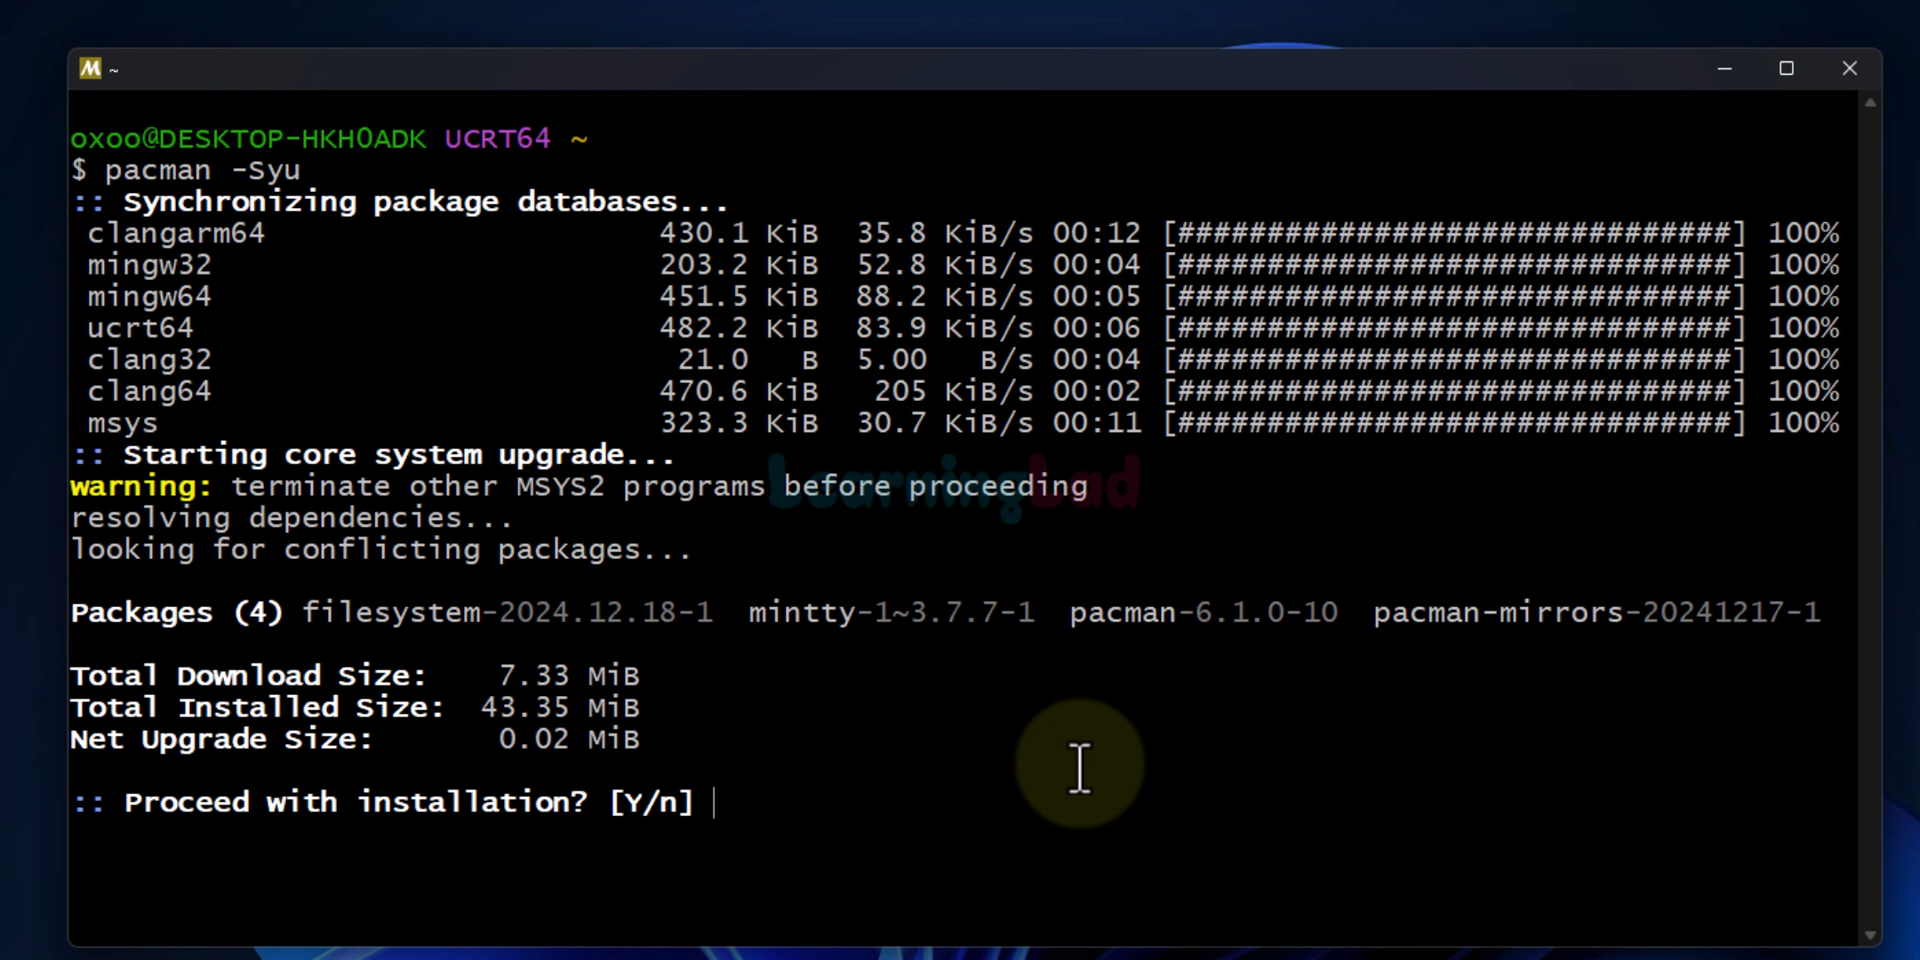 M ~
oxoo@DESKTOP-HKH0ADK UCRT64 ~
$ pacman -Syu
:: Synchronizing package databases...
clangarm64 430.1 KiB 35.8 KiB/s 00:12 [###############################] 100%
mingw32 203.2 KiB 52.8 KiB/s 00:04 [###############################] 100%
mingw64 451.5 KiB 88.2 KiB/s 00:05 [###############################] 100%
ucrt64 482.2 KiB 83.9 KiB/s 00:06 [###############################] 100%
clang32 21.0 B 5.00 B/s 00:04 [###############################] 100%
clang64 470.6 KiB 205 KiB/s 00:02 [###############################] 100%
msys 323.3 KiB 30.7 KiB/s 00:11 [###############################] 100%
:: Starting core system upgrade...
warning: terminate other MSYS2 programs before proceeding
LearningLad
resolving dependencies...
looking for conflicting packages...
Packages (4) filesystem-2024.12.18-1 mintty-1~3.7.7-1 pacman-6.1.0-10 pacman-mirrors-20241217-1
Total Download Size: 7.33 MiB
Total Installed Size: 43.35 MiB
Net Upgrade Size: 0.02 MiB
:: Proceed with installation? [Y/n]